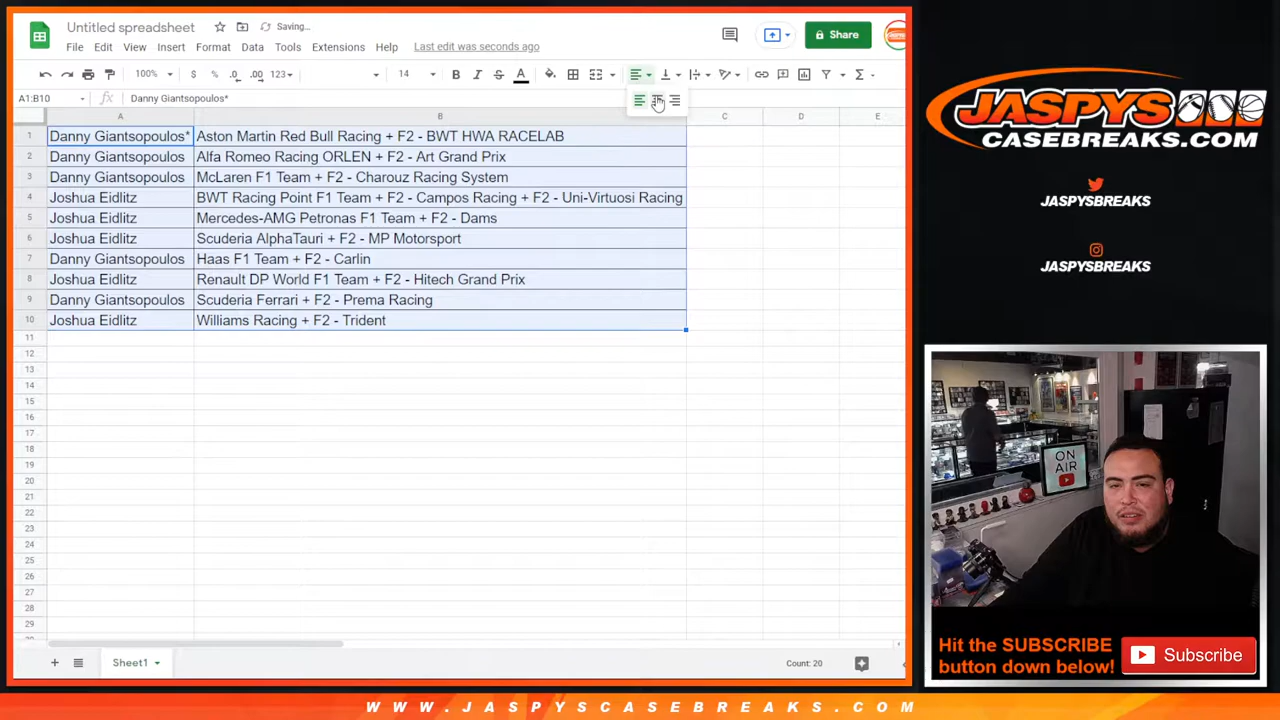 Untitled spreadsheet
Saving...
File Edit View Insert Format Data Tools Extensions Help Last edit was seconds ago
Share
100% $ % .0 .00 123 14 B I S A
A1:B10 fx Danny Giantsopoulos*
A B C D E
1 Danny Giantsopoulos* Aston Martin Red Bull Racing + F2 - BWT HWA RACELAB
2 Danny Giantsopoulos Alfa Romeo Racing ORLEN + F2 - Art Grand Prix
3 Danny Giantsopoulos McLaren F1 Team + F2 - Charouz Racing System
4 Joshua Eidlitz BWT Racing Point F1 Team + F2 - Campos Racing + F2 - Uni-Virtuosi Racing
5 Joshua Eidlitz Mercedes-AMG Petronas F1 Team + F2 - Dams
6 Joshua Eidlitz Scuderia AlphaTauri + F2 - MP Motorsport
7 Danny Giantsopoulos Haas F1 Team + F2 - Carlin
8 Joshua Eidlitz Renault DP World F1 Team + F2 - Hitech Grand Prix
9 Danny Giantsopoulos Scuderia Ferrari + F2 - Prema Racing
10 Joshua Eidlitz Williams Racing + F2 - Trident
11
12
13
14
15
16
17
18
19
20
21
22
23
24
25
26
27
28
29
Sheet1
Count: 20
JASPYS
CASEBREAKS.COM
JASPYSBREAKS
JASPYSBREAKS
ON
AIR
Hit the SUBSCRIBE
button down below!
Subscribe
WWW.JASPYSCASEBREAKS.COM